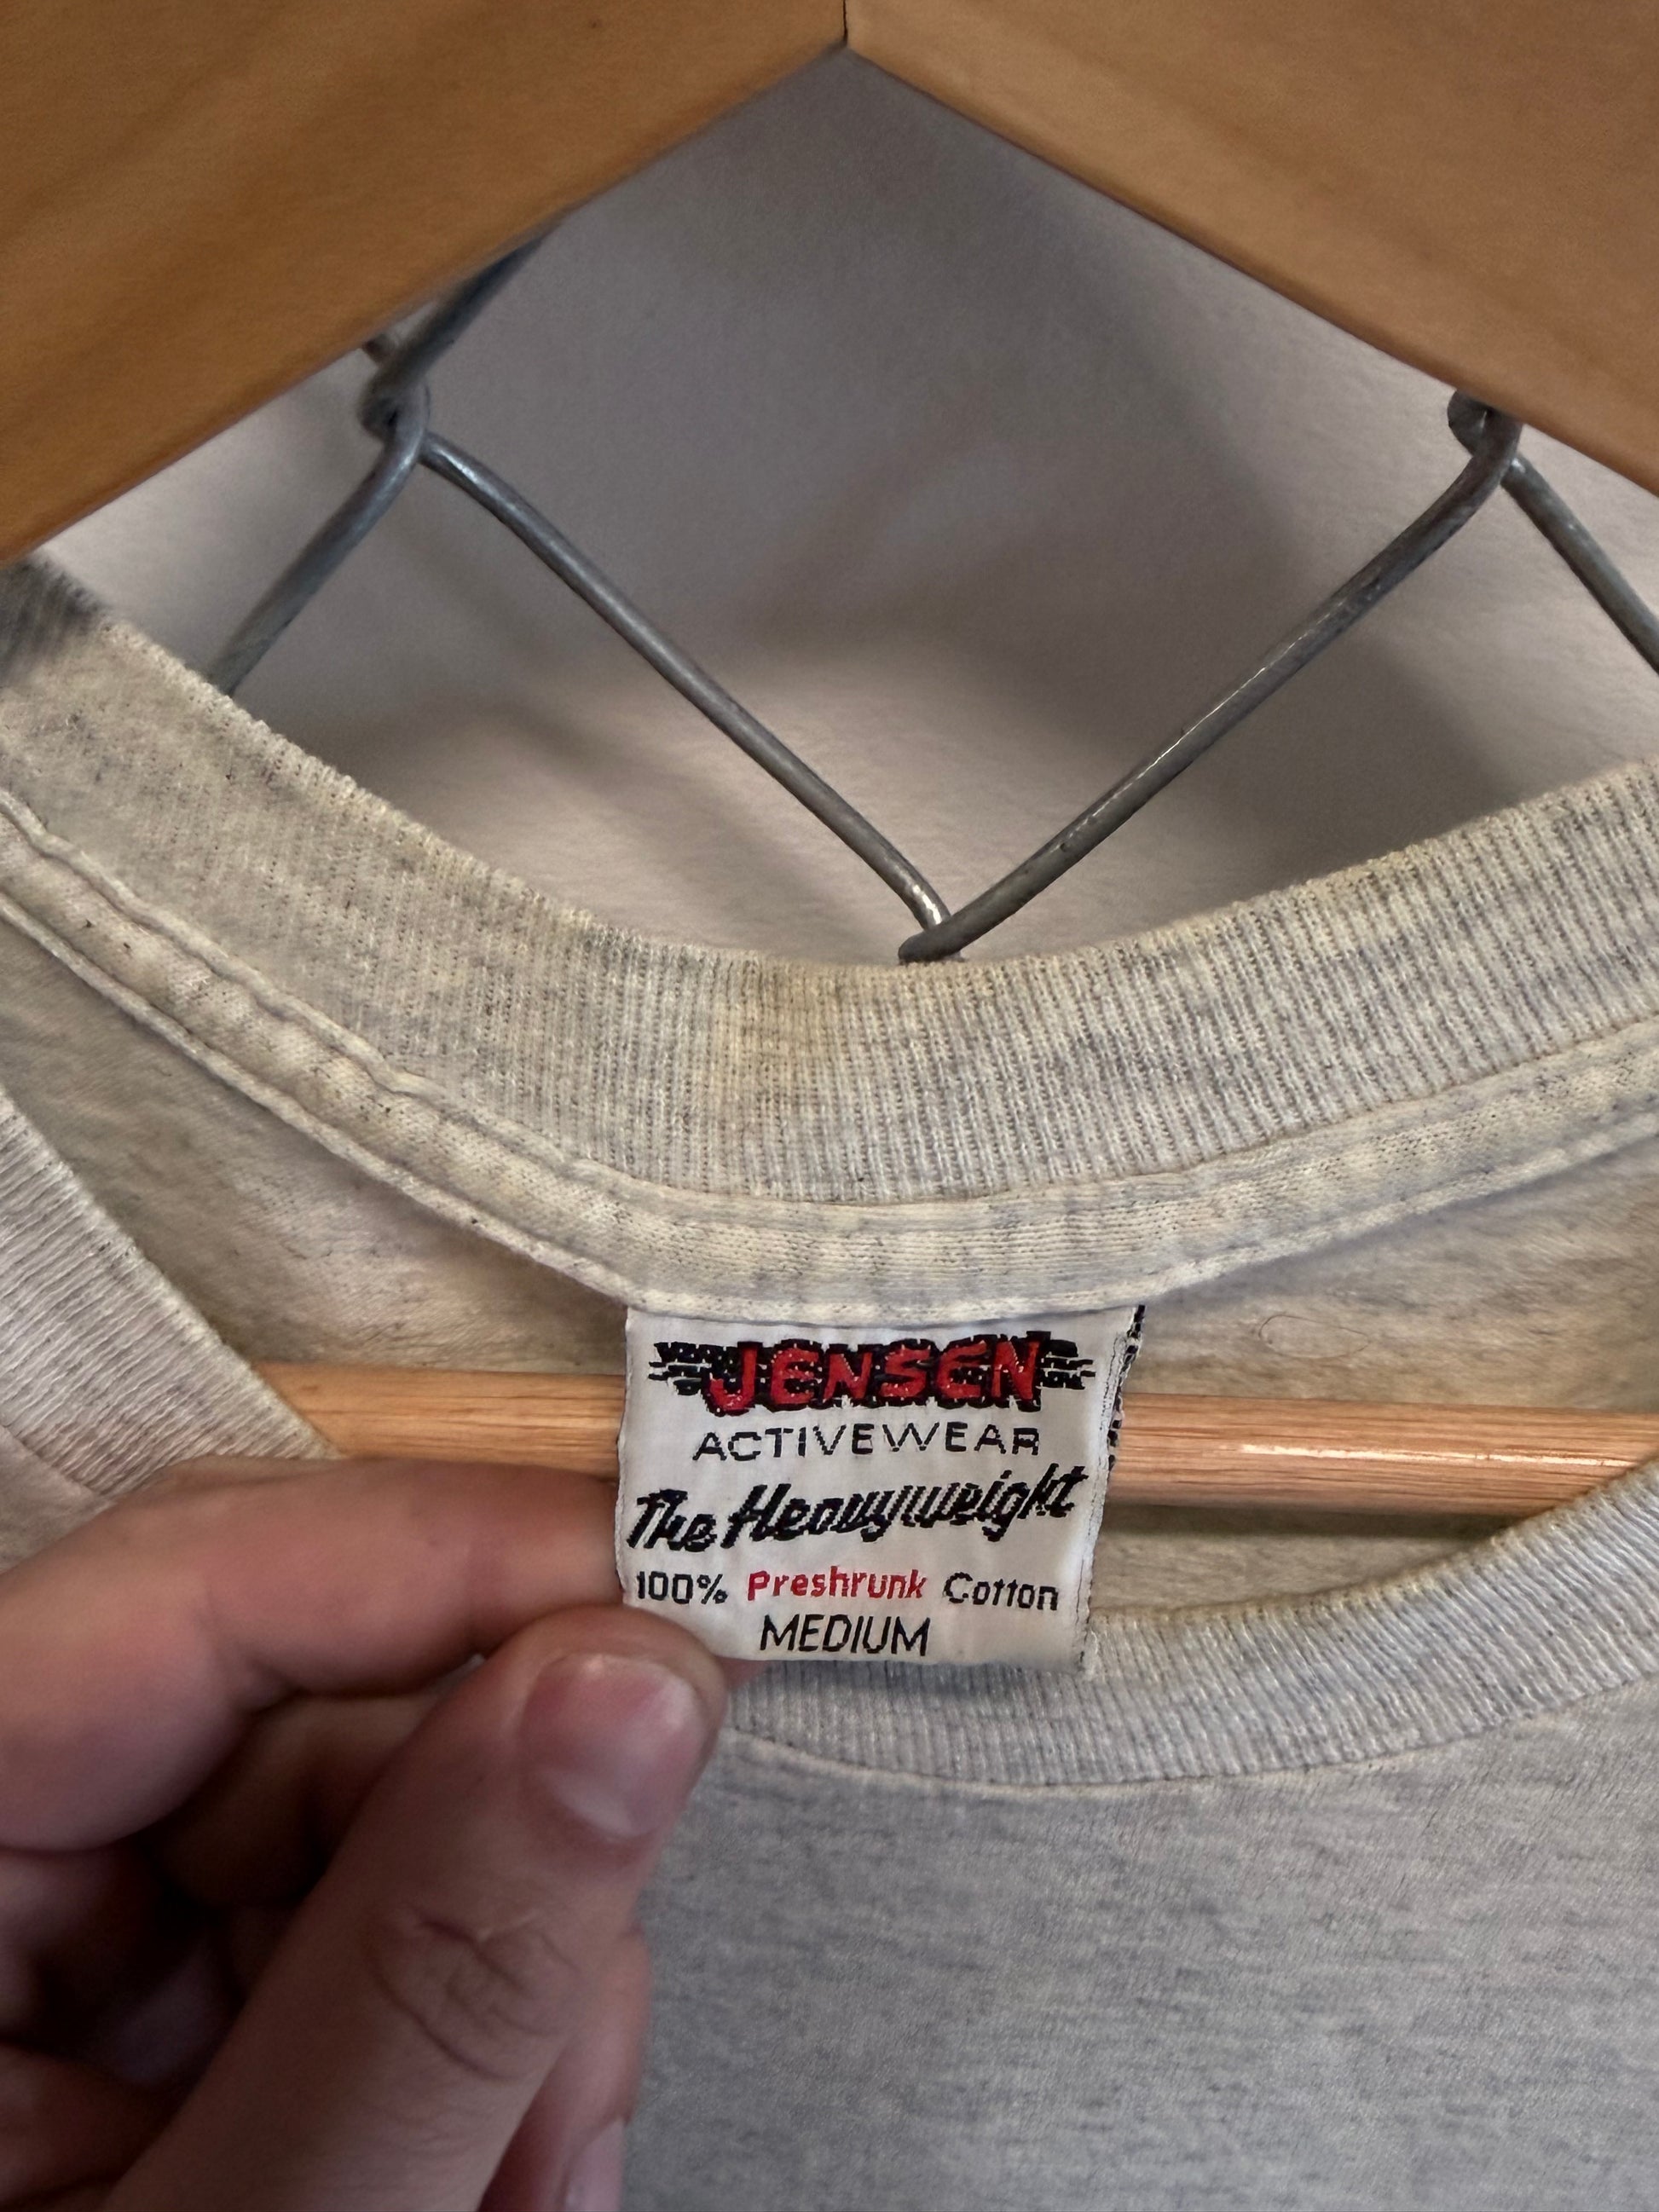 JENSEN
ACTIVEWEAR
The Heavyweight
100% Preshrunk Cotton
MEDIUM